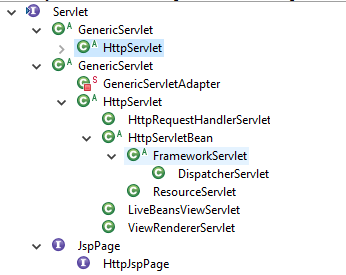 Servlet
A GenericServlet
A HttpServlet
A GenericServlet
S GenericServletAdapter
A HttpServlet
HttpRequestHandlerServlet
A HttpServletBean
A FrameworkServlet
DispatcherServlet
ResourceServlet
LiveBeansViewServlet
ViewRendererServlet
JspPage
HttpJspPage